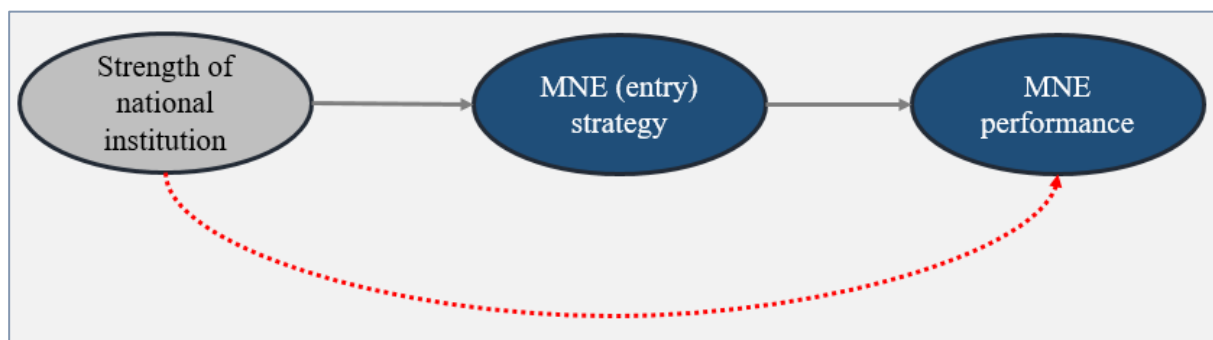 Strength of
national
institution
MNE (entry)
strategy
MNE
performance